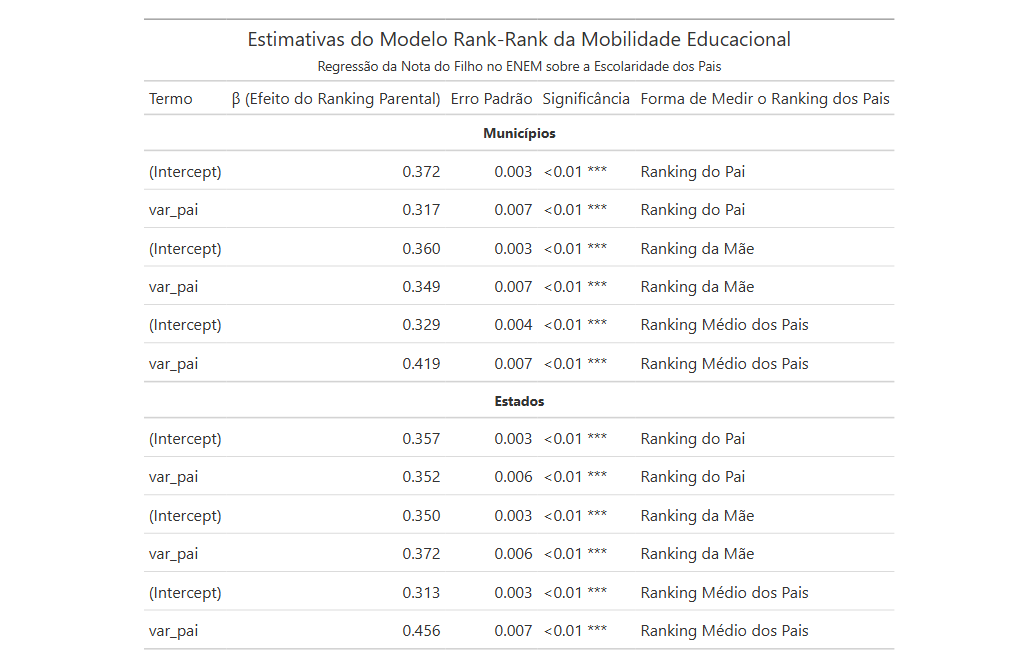 Estimativas do Modelo Rank-Rank da Mobilidade Educacional
Regressão da Nota do Filho no ENEM sobre a Escolaridade dos Pais
Termo β (Efeito do Ranking Parental) Erro Padrão Significância Forma de Medir o Ranking dos Pais
Municípios
(Intercept) 0.372 0.003 <0.01 *** Ranking do Pai
var_pai 0.317 0.007 <0.01 *** Ranking do Pai
(Intercept) 0.360 0.003 <0.01 *** Ranking da Mãe
var_pai 0.349 0.007 <0.01 *** Ranking da Mãe
(Intercept) 0.329 0.004 <0.01 *** Ranking Médio dos Pais
var_pai 0.419 0.007 <0.01 *** Ranking Médio dos Pais
Estados
(Intercept) 0.357 0.003 <0.01 *** Ranking do Pai
var_pai 0.352 0.006 <0.01 *** Ranking do Pai
(Intercept) 0.350 0.003 <0.01 *** Ranking da Mãe
var_pai 0.372 0.006 <0.01 *** Ranking da Mãe
(Intercept) 0.313 0.003 <0.01 *** Ranking Médio dos Pais
var_pai 0.456 0.007 <0.01 *** Ranking Médio dos Pais